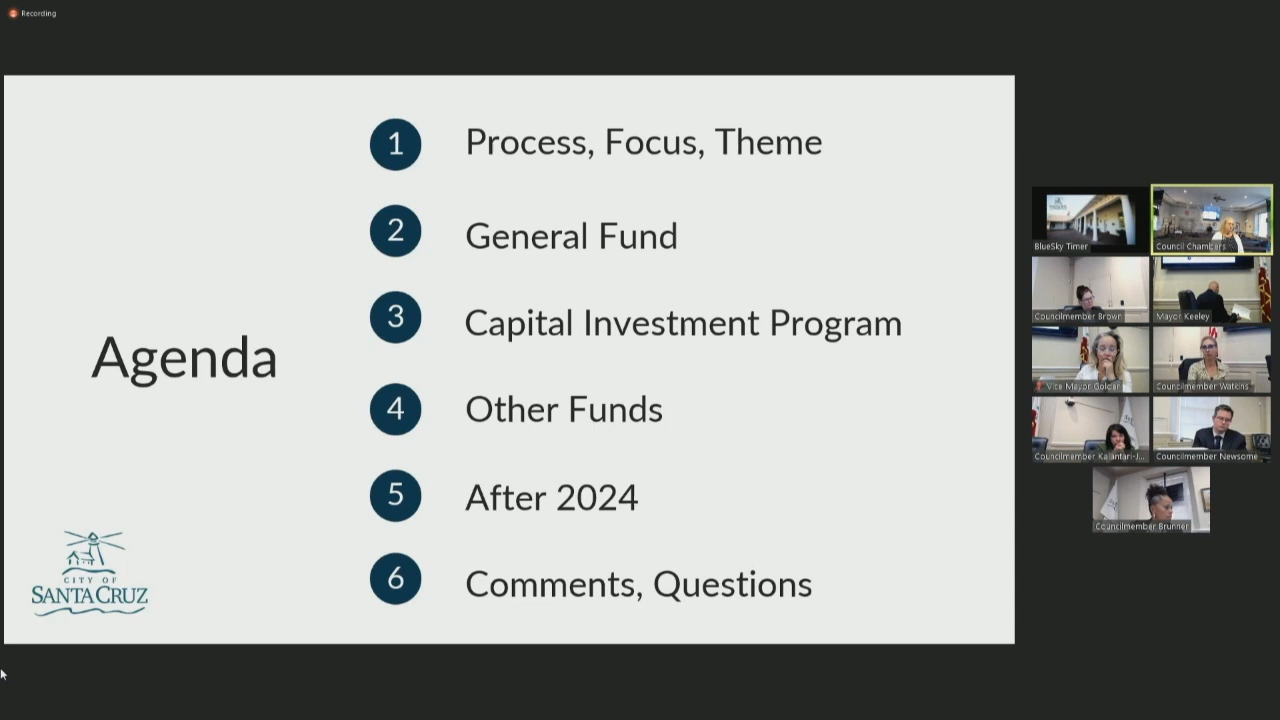 Recording
Agenda
1 Process, Focus, Theme
2 General Fund
3 Capital Investment Program
4 Other Funds
5 After 2024
6 Comments, Questions
CITY OF
SANTA CRUZ
BlueSky Timer
Council Chambers
Councilmember Brown
Mayor Keeley
Vice Mayor Golder
Councilmember Watkins
Councilmember Kalantari-J...
Councilmember Newsome
Councilmember Brunner